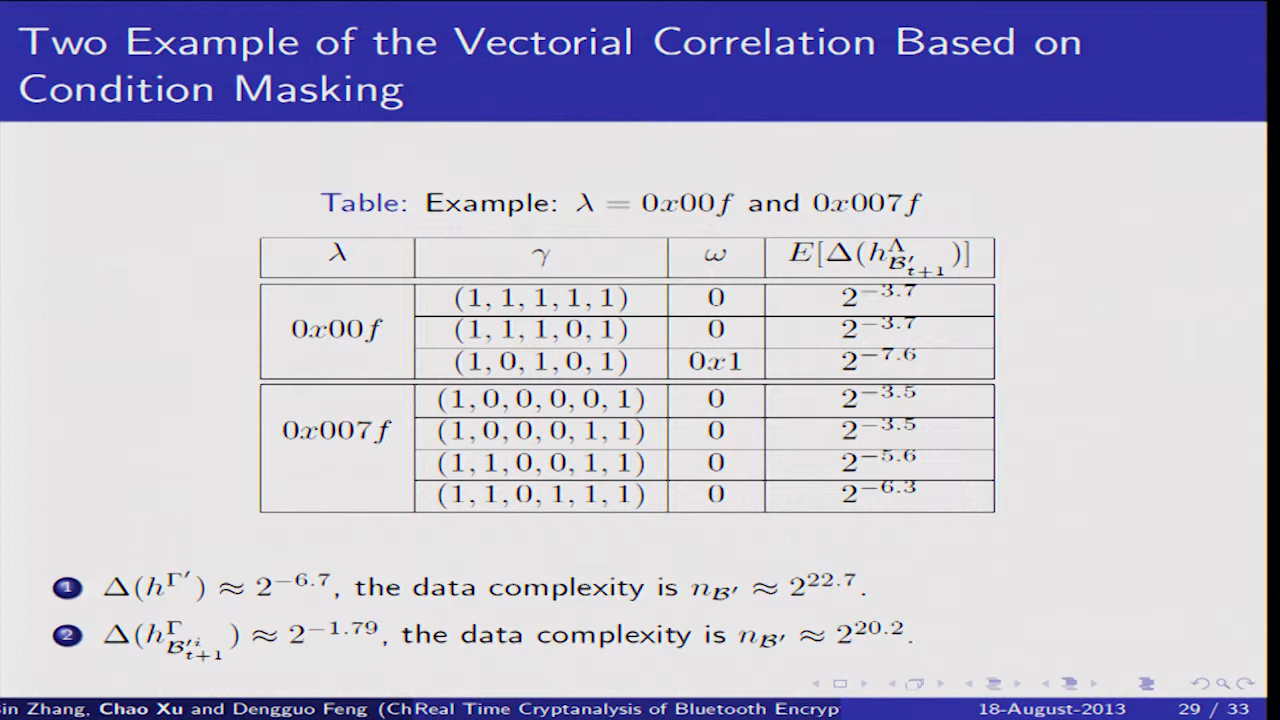 Two Example of the Vectorial Correlation Based on
Condition Masking
Table: Example: λ = 0x00f and 0x007f
λ γ ω E[Δ(h^Λ_{B′_{t+1}})]
0x00f (1, 1, 1, 1, 1) 0 2^{−3.7}
(1, 1, 1, 0, 1) 0 2^{−3.7}
(1, 0, 1, 0, 1) 0x1 2^{−7.6}
0x007f (1, 0, 0, 0, 0, 1) 0 2^{−3.5}
(1, 0, 0, 0, 1, 1) 0 2^{−3.5}
(1, 1, 0, 0, 1, 1) 0 2^{−5.6}
(1, 1, 0, 1, 1, 1) 0 2^{−6.3}
1 Δ(h^{Γ′}) ≈ 2^{−6.7}, the data complexity is n_{B′} ≈ 2^{22.7}.
2 Δ(h^Γ_{B′^i_{t+1}}) ≈ 2^{−1.79}, the data complexity is n_{B′} ≈ 2^{20.2}.
in Zhang, Chao Xu and Dengguo Feng (Ch Real Time Cryptanalysis of Bluetooth Encryp 18-August-2013 29 / 33